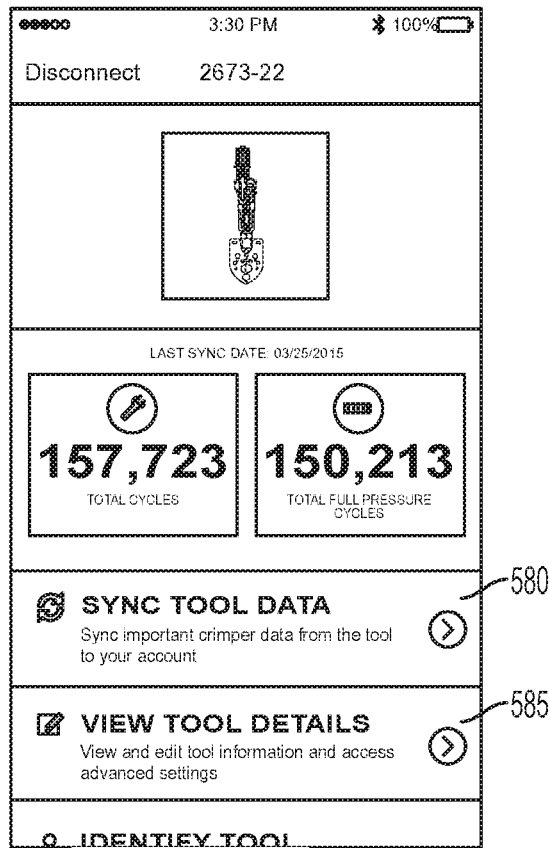 3:30 PM
100%
Disconnect 2673-22
LAST SYNC DATE: 03/25/2015
157,723
TOTAL CYCLES
150,213
TOTAL FULL PRESSURE
CYCLES
SYNC TOOL DATA
Sync important crimper data from the tool
to your account
580
VIEW TOOL DETAILS
View and edit tool information and access
advanced settings
585
IDENTIFY TOOL